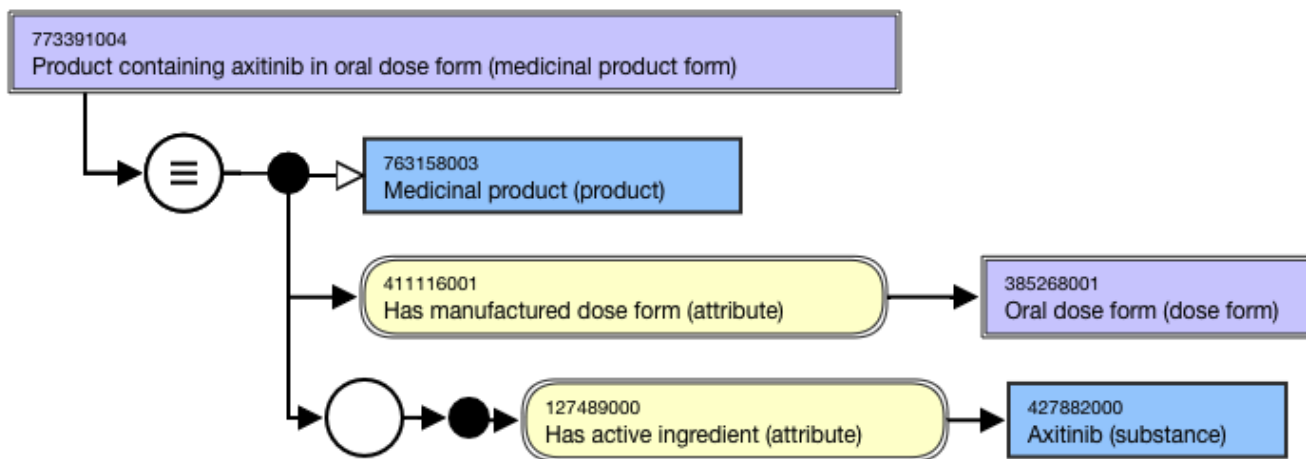 773391004
Product containing axitinib in oral dose form (medicinal product form)
763158003
Medicinal product (product)
411116001
Has manufactured dose form (attribute)
385268001
Oral dose form (dose form)
127489000
Has active ingredient (attribute)
427882000
Axitinib (substance)